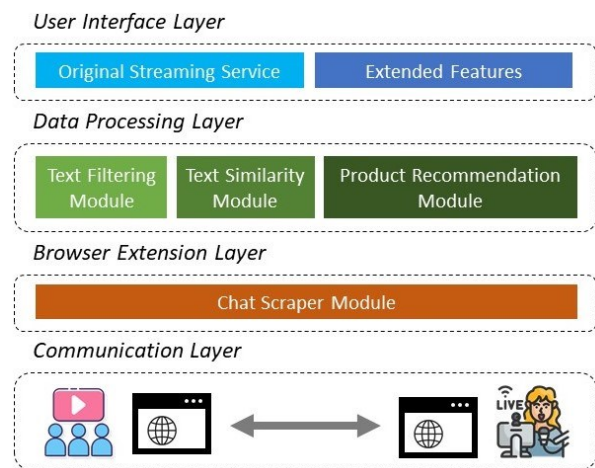 User Interface Layer
Original Streaming Service
Extended Features
Data Processing Layer
Text Filtering
Module
Text Similarity
Module
Product Recommendation
Module
Browser Extension Layer
Chat Scraper Module
Communication Layer
LIVE